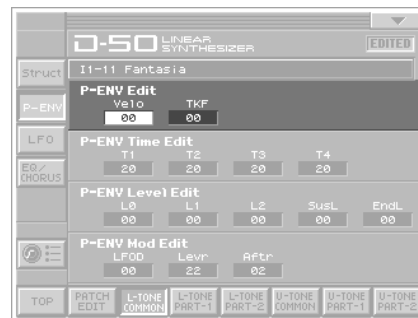 D-50 LINEAR SYNTHESIZER EDITED
Struct I1-11 Fantasia
P-ENV Edit
Velo TKF
P-ENV 00 00
LFO P-ENV Time Edit
T1 T2 T3 T4
EQ/CHORUS 20 20 20 20
P-ENV Level Edit
L0 L1 L2 SusL EndL
00 00 00 00 00
P-ENV Mod Edit
LFOD Levr Aftr
00 22 02
TOP PATCH EDIT L-TONE COMMON L-TONE PART-1 L-TONE PART-2 U-TONE COMMON U-TONE PART-1 U-TONE PART-2